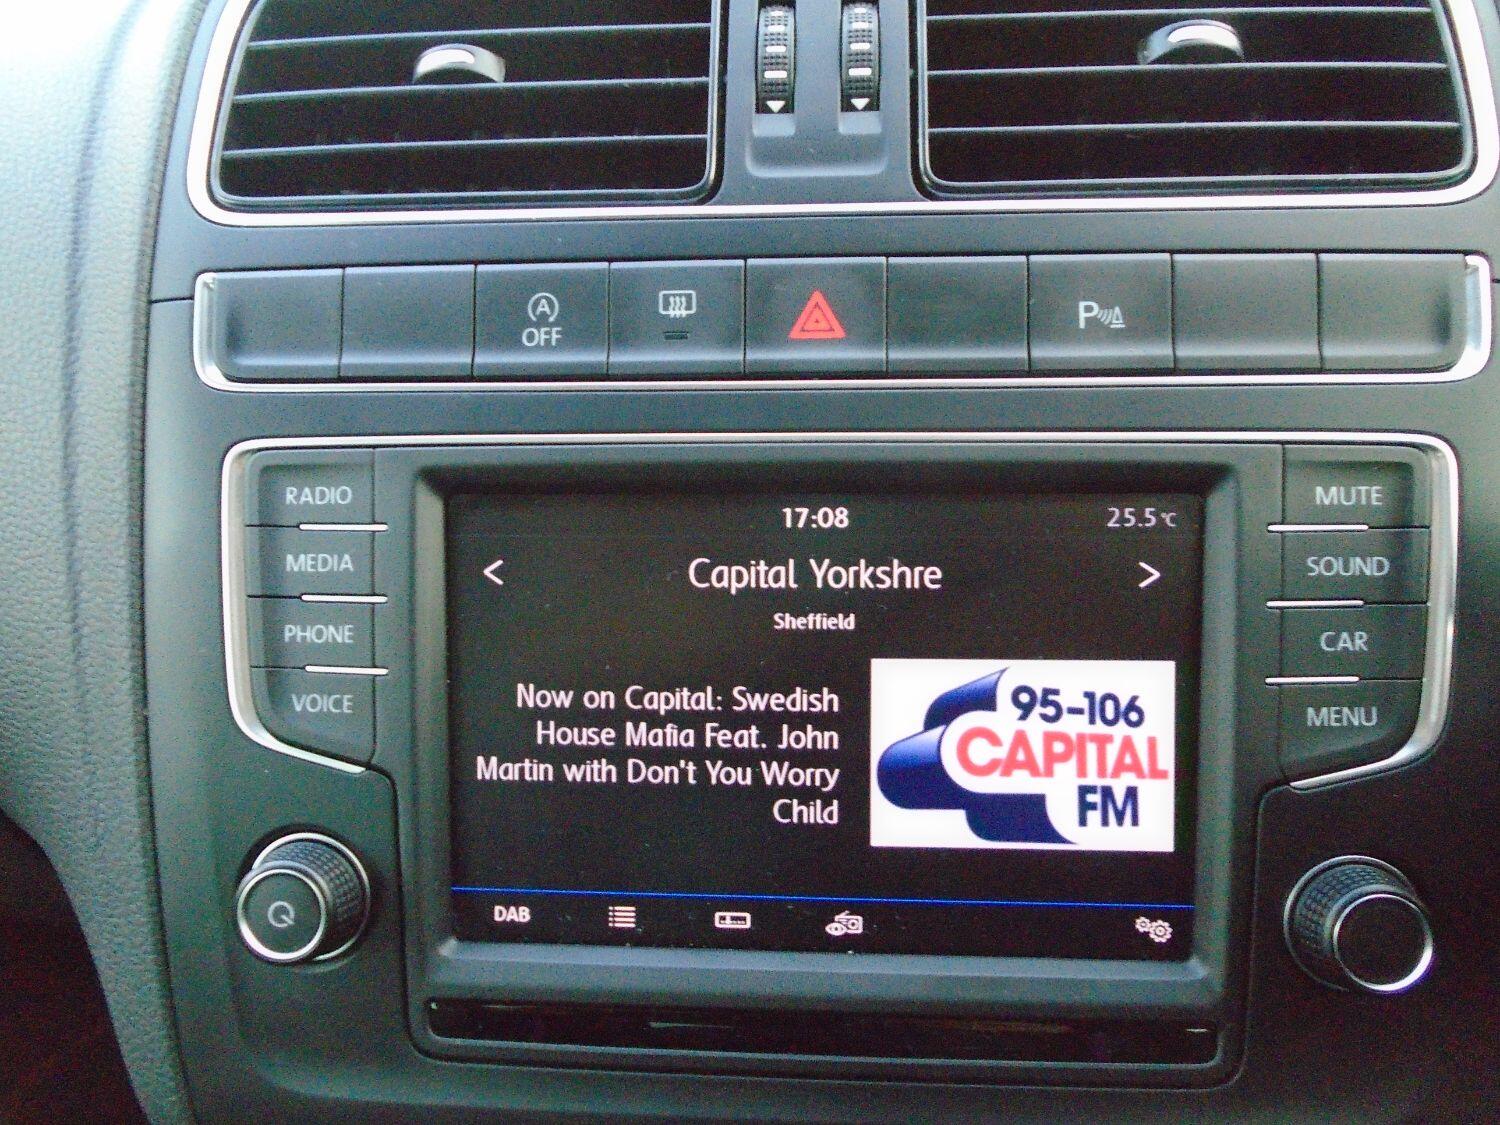 A
OFF
P
RADIO
MEDIA
PHONE
VOICE
MUTE
SOUND
CAR
MENU
17:08
25.5°C
< Capital Yorkshre >
Sheffield
Now on Capital: Swedish
House Mafia Feat. John
Martin with Don't You Worry
Child
95-106
CAPITAL
FM
DAB